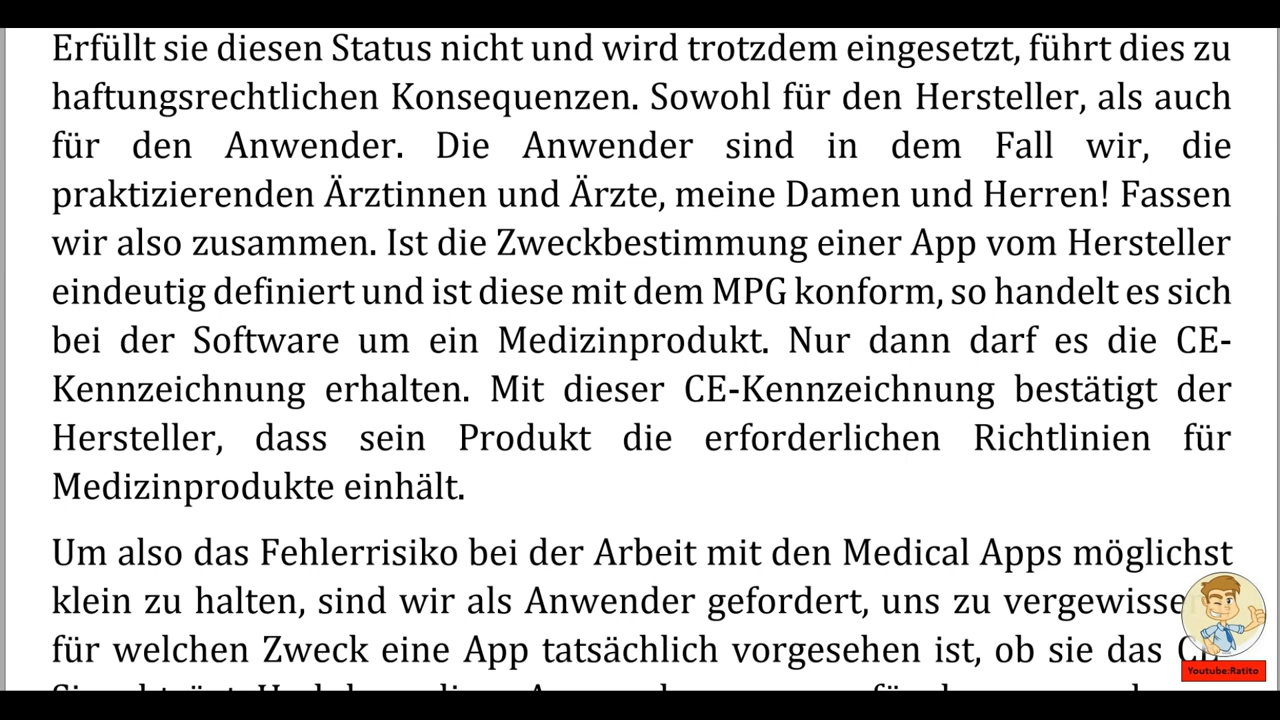 Erfüllt sie diesen Status nicht und wird trotzdem eingesetzt, führt dies zu
haftungsrechtlichen Konsequenzen. Sowohl für den Hersteller, als auch
für den Anwender. Die Anwender sind in dem Fall wir, die
praktizierenden Ärztinnen und Ärzte, meine Damen und Herren! Fassen
wir also zusammen. Ist die Zweckbestimmung einer App vom Hersteller
eindeutig definiert und ist diese mit dem MPG konform, so handelt es sich
bei der Software um ein Medizinprodukt. Nur dann darf es die CE-
Kennzeichnung erhalten. Mit dieser CE-Kennzeichnung bestätigt der
Hersteller, dass sein Produkt die erforderlichen Richtlinien für
Medizinprodukte einhält.
Um also das Fehlerrisiko bei der Arbeit mit den Medical Apps möglichst
klein zu halten, sind wir als Anwender gefordert, uns zu
für welchen Zweck eine App tatsächlich vorgesehen ist, ob sie das
Youtube:Ratito